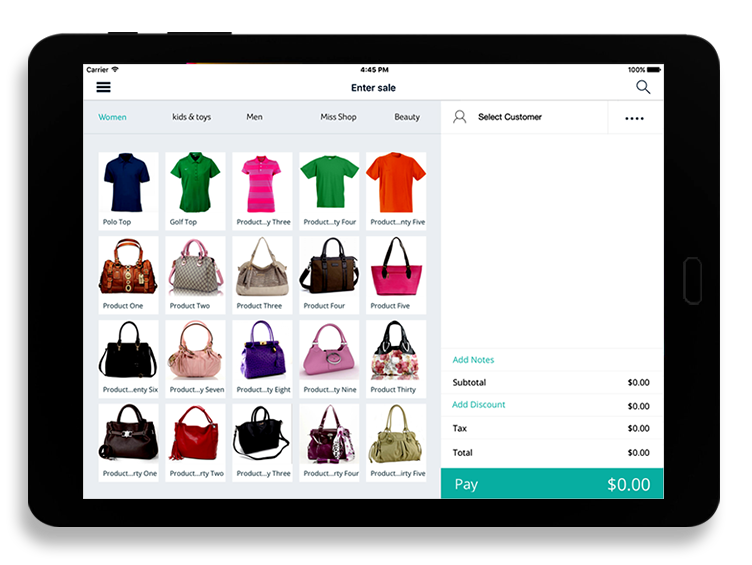 Carrier 4:45 PM 100%
Enter sale
Women kids & toys Men Miss Shop Beauty
Select Customer
Polo Top Golf Top Product...y Three Product...ty Four Product...nty Five
Product One Product Two Product Three Product Four Product Five
Product...enty Six Product...y Seven Product...ty Eight Product...ty Nine Product Thirty
Product...rty One Product...rty Two Product...y Three Product...rty Four Product...irty Five
Add Notes
Subtotal $0.00
Add Discount $0.00
Tax $0.00
Total $0.00
Pay $0.00